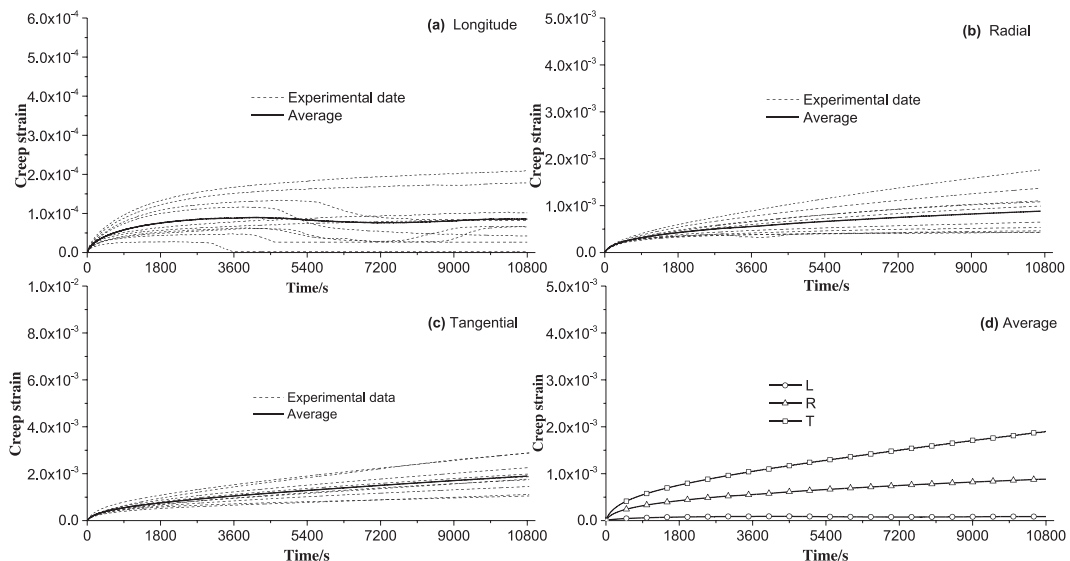 (a) Longitude
6.0x10⁻⁴
5.0x10⁻⁴
4.0x10⁻⁴
3.0x10⁻⁴
2.0x10⁻⁴
1.0x10⁻⁴
0.0
Creep strain
Experimental date
Average
0 1800 3600 5400 7200 9000 10800
Time/s
(b) Radial
5.0x10⁻³
4.0x10⁻³
3.0x10⁻³
2.0x10⁻³
1.0x10⁻³
0.0
Creep strain
Experimental date
Average
0 1800 3600 5400 7200 9000 10800
Time/s
(c) Tangential
1.0x10⁻²
8.0x10⁻³
6.0x10⁻³
4.0x10⁻³
2.0x10⁻³
0.0
Creep strain
Experimental data
Average
0 1800 3600 5400 7200 9000 10800
Time/s
(d) Average
5.0x10⁻³
4.0x10⁻³
3.0x10⁻³
2.0x10⁻³
1.0x10⁻³
0.0
Creep strain
L
R
T
0 1800 3600 5400 7200 9000 10800
Time/s